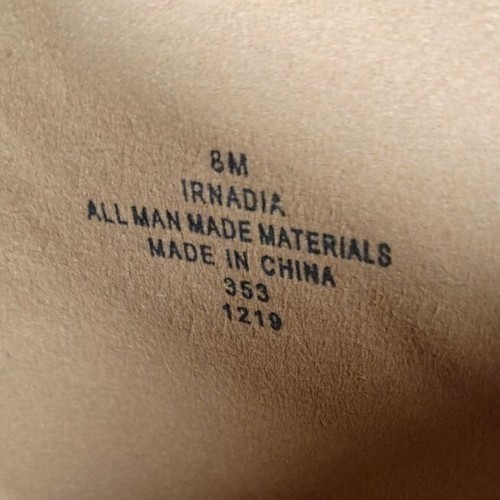 8M
IRNADIA
ALL MAN MADE MATERIALS
MADE IN CHINA
353
1219